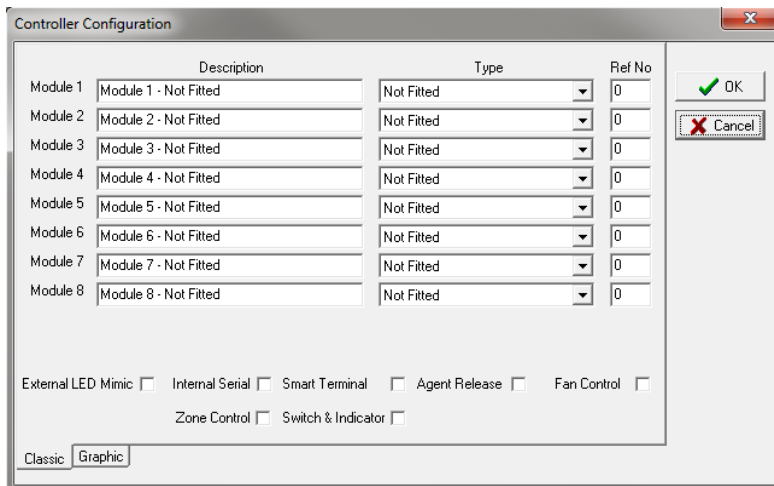 Controller Configuration
Description Type Ref No
Module 1 Module 1 - Not Fitted Not Fitted 0 OK
Module 2 Module 2 - Not Fitted Not Fitted 0 Cancel
Module 3 Module 3 - Not Fitted Not Fitted 0
Module 4 Module 4 - Not Fitted Not Fitted 0
Module 5 Module 5 - Not Fitted Not Fitted 0
Module 6 Module 6 - Not Fitted Not Fitted 0
Module 7 Module 7 - Not Fitted Not Fitted 0
Module 8 Module 8 - Not Fitted Not Fitted 0
External LED Mimic Internal Serial Smart Terminal Agent Release Fan Control
Zone Control Switch & Indicator
Classic Graphic